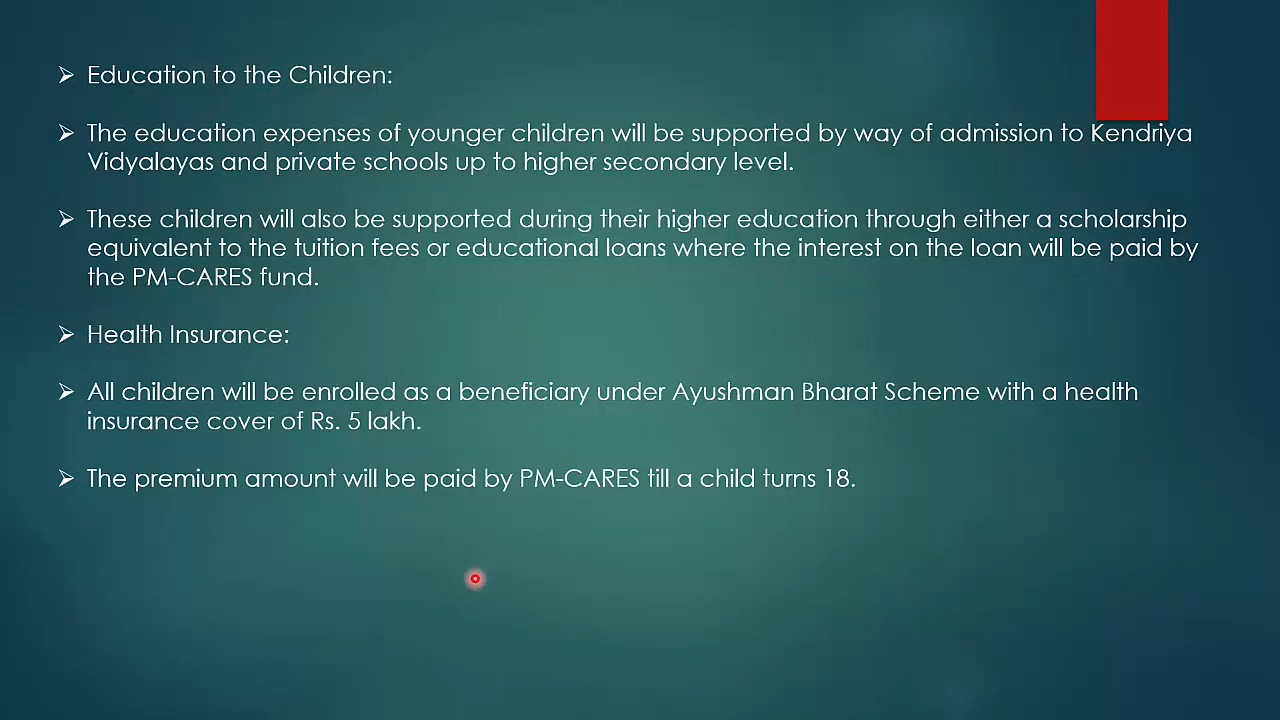 ➢ Education to the Children:
➢ The education expenses of younger children will be supported by way of admission to Kendriya
Vidyalayas and private schools up to higher secondary level.
➢ These children will also be supported during their higher education through either a scholarship
equivalent to the tuition fees or educational loans where the interest on the loan will be paid by
the PM-CARES fund.
➢ Health Insurance:
➢ All children will be enrolled as a beneficiary under Ayushman Bharat Scheme with a health
insurance cover of Rs. 5 lakh.
➢ The premium amount will be paid by PM-CARES till a child turns 18.